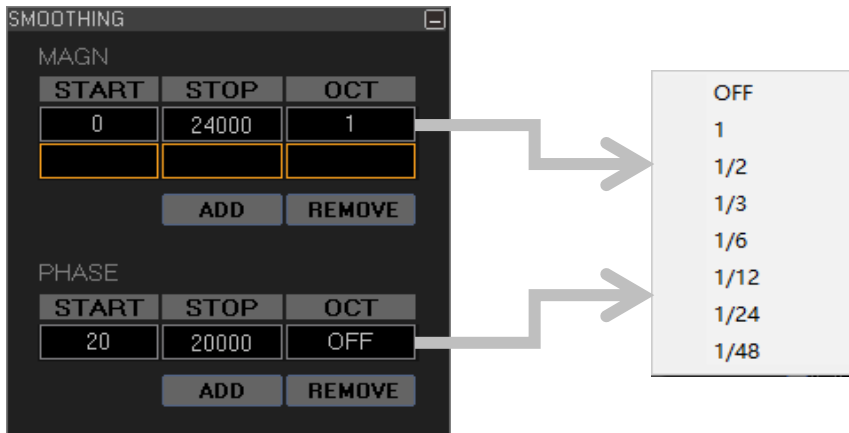 SMOOTHING
MAGN
START STOP OCT
0 24000 1
ADD REMOVE
PHASE
START STOP OCT
20 20000 OFF
ADD REMOVE
OFF
1
1/2
1/3
1/6
1/12
1/24
1/48